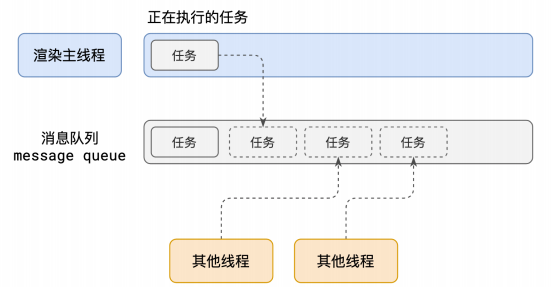 正在执行的任务
渲染主线程
任务
消息队列
message queue
任务
任务
任务
任务
其他线程
其他线程